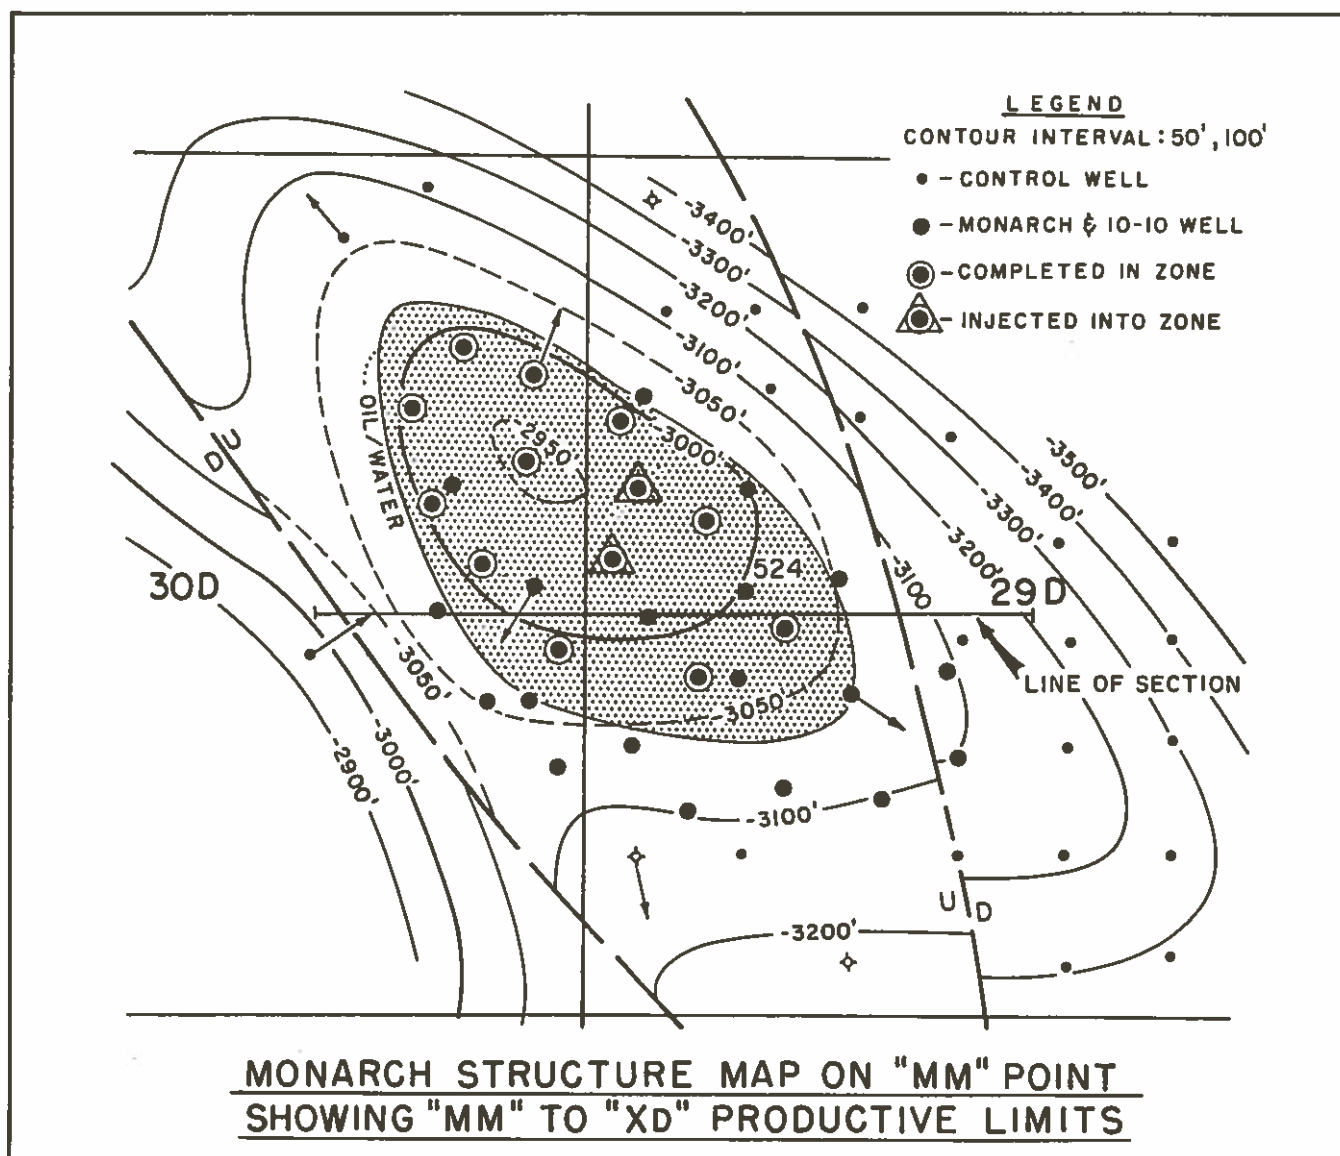 LEGEND
CONTOUR INTERVAL: 50', 100'
- CONTROL WELL
- MONARCH & 10-10 WELL
- COMPLETED IN ZONE
- INJECTED INTO ZONE
-3400'
-3300'
-3200'
-3100'
-3050'
-3000'
-2950'
OIL/WATER
U
D
-3500'
-3400'
-3300'
-3200'
-3100
524
30D
29D
LINE OF SECTION
-3050'
-3000'
-2900'
3050'
-3100'
U
D
-3200'
MONARCH STRUCTURE MAP ON "MM" POINT
SHOWING "MM" TO "XD" PRODUCTIVE LIMITS